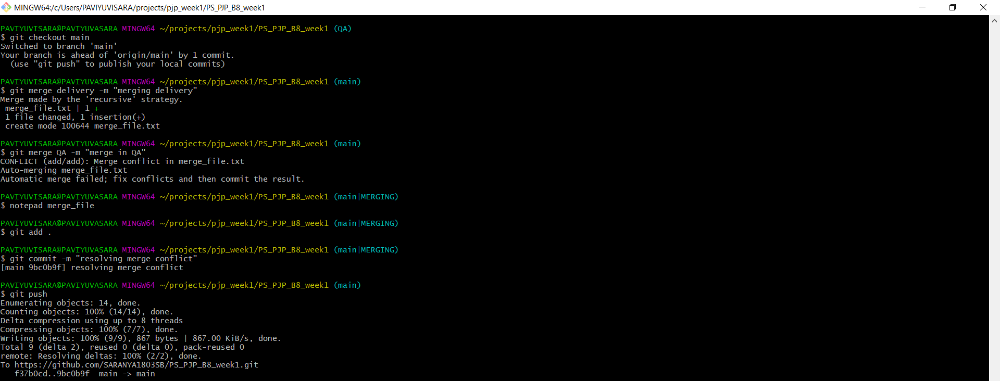 MINGW64:/c/Users/PAVIYUVISARA/projects/pjp_week1/PS_PJP_B8_week1
PAVIYUVISARA@PAVIYUVASARA MINGW64 ~/projects/pjp_week1/PS_PJP_B8_week1 (QA)
$ git checkout main
Switched to branch 'main'
Your branch is ahead of 'origin/main' by 1 commit.
  (use "git push" to publish your local commits)
PAVIYUVISARA@PAVIYUVASARA MINGW64 ~/projects/pjp_week1/PS_PJP_B8_week1 (main)
$ git merge delivery -m "merging delivery"
Merge made by the 'recursive' strategy.
 merge_file.txt | 1 +
 1 file changed, 1 insertion(+)
 create mode 100644 merge_file.txt
PAVIYUVISARA@PAVIYUVASARA MINGW64 ~/projects/pjp_week1/PS_PJP_B8_week1 (main)
$ git merge QA -m "merge in QA"
CONFLICT (add/add): Merge conflict in merge_file.txt
Auto-merging merge_file.txt
Automatic merge failed; fix conflicts and then commit the result.
PAVIYUVISARA@PAVIYUVASARA MINGW64 ~/projects/pjp_week1/PS_PJP_B8_week1 (main|MERGING)
$ notepad merge_file
PAVIYUVISARA@PAVIYUVASARA MINGW64 ~/projects/pjp_week1/PS_PJP_B8_week1 (main|MERGING)
$ git add .
PAVIYUVISARA@PAVIYUVASARA MINGW64 ~/projects/pjp_week1/PS_PJP_B8_week1 (main|MERGING)
$ git commit -m "resolving merge conflict"
[main 9bc0b9f] resolving merge conflict
PAVIYUVISARA@PAVIYUVASARA MINGW64 ~/projects/pjp_week1/PS_PJP_B8_week1 (main)
$ git push
Enumerating objects: 14, done.
Counting objects: 100% (14/14), done.
Delta compression using up to 8 threads
Compressing objects: 100% (7/7), done.
Writing objects: 100% (9/9), 867 bytes | 867.00 KiB/s, done.
Total 9 (delta 2), reused 0 (delta 0), pack-reused 0
remote: Resolving deltas: 100% (2/2), done.
To https://github.com/SARANYA1803SB/PS_PJP_B8_week1.git
   f37b0cd..9bc0b9f  main -> main